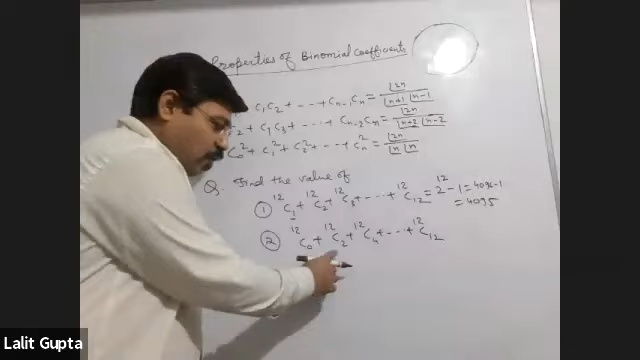 Properties of Binomial Coefficients
C₁C₂ + --- + Cₙ₋₁Cₙ = |2n / |n+1 |n-1
C₂ + C₁C₃ + --- + Cₙ₋₂Cₙ = |2n / |n+2 |n-2
C₀² + C₁² + C₂² + --- Cₙ² = |2n / |n |n
Q. Find the value of
① ¹²C₁ + ¹²C₂ + ¹²C₃ + --- + ¹²C₁₂ = 2¹² - 1 = 4096-1
= 4095
② ¹²C₀ + ¹²C₂ + ¹²C₄ + --- + ¹²C₁₂
Lalit Gupta